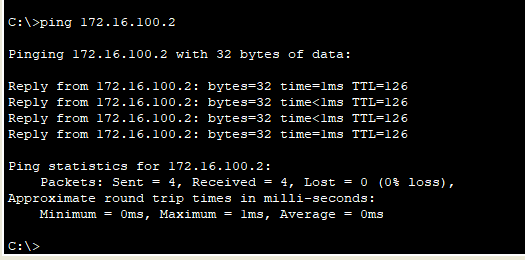 C:\>ping 172.16.100.2
Pinging 172.16.100.2 with 32 bytes of data:
Reply from 172.16.100.2: bytes=32 time=1ms TTL=126
Reply from 172.16.100.2: bytes=32 time<1ms TTL=126
Reply from 172.16.100.2: bytes=32 time<1ms TTL=126
Reply from 172.16.100.2: bytes=32 time=1ms TTL=126
Ping statistics for 172.16.100.2:
    Packets: Sent = 4, Received = 4, Lost = 0 (0% loss),
Approximate round trip times in milli-seconds:
    Minimum = 0ms, Maximum = 1ms, Average = 0ms
C:\>